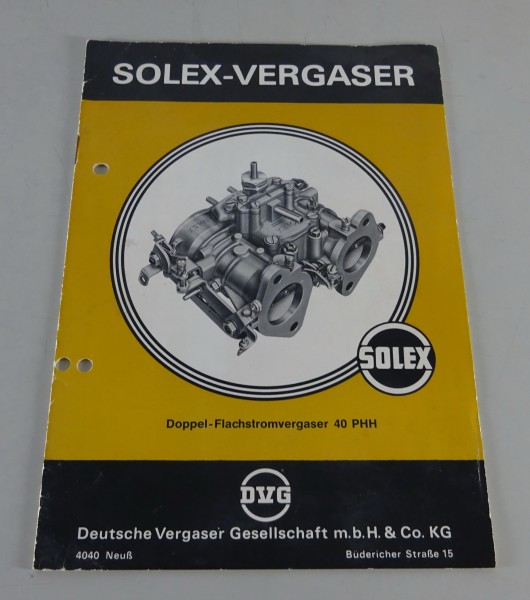 SOLEX-VERGASER
SOLEX
Doppel-Flachstromvergaser 40 PHH
DVG
Deutsche Vergaser Gesellschaft m.b.H. & Co. KG
4040 Neuß Büdericher Straße 15